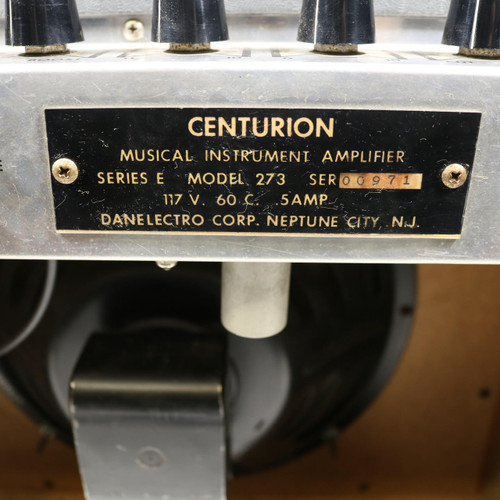 CENTURION
MUSICAL INSTRUMENT AMPLIFIER
SERIES E MODEL 273 SER 00971
117 V. 60 C. 5AMP
DANELECTRO CORP. NEPTUNE CITY, N.J.